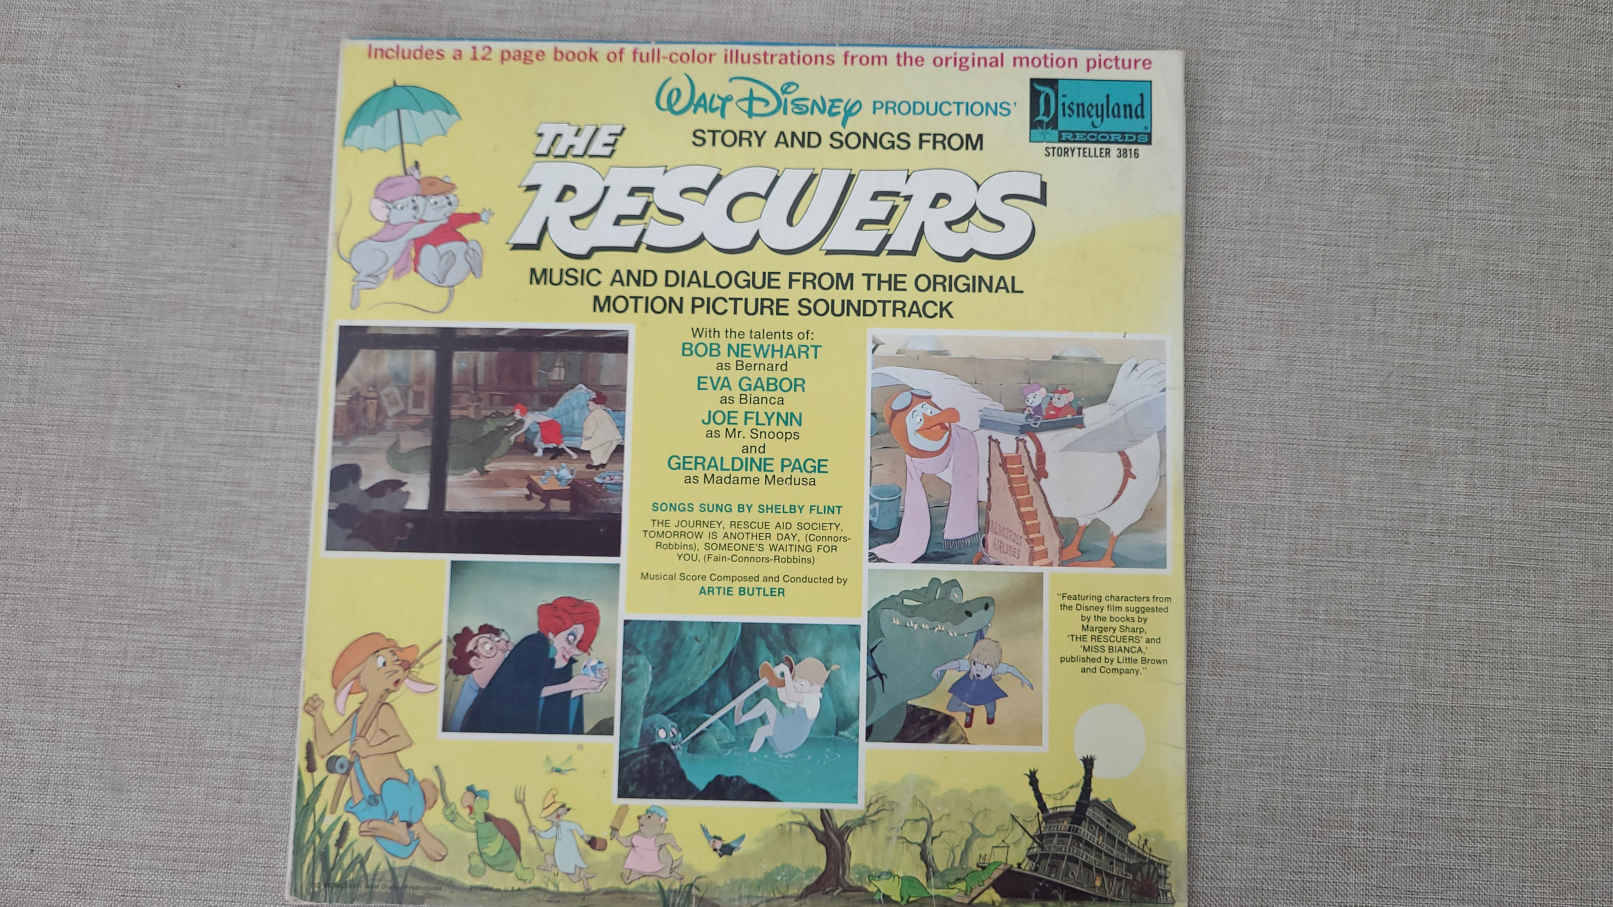 Includes a 12 page book of full-color illustrations from the original motion picture
WALT DISNEY PRODUCTIONS'
STORY AND SONGS FROM
Disneyland
RECORDS
STORYTELLER 3816
THE
RESCUERS
MUSIC AND DIALOGUE FROM THE ORIGINAL
MOTION PICTURE SOUNDTRACK
With the talents of:
BOB NEWHART
as Bernard
EVA GABOR
as Bianca
JOE FLYNN
as Mr. Snoops
and
GERALDINE PAGE
as Madame Medusa
SONGS SUNG BY SHELBY FLINT
THE JOURNEY, RESCUE AID SOCIETY,
TOMORROW IS ANOTHER DAY, (Connors-
Robbins), SOMEONE'S WAITING FOR
YOU, (Fain-Connors-Robbins)
Musical Score Composed and Conducted by
ARTIE BUTLER
ALBATROSS
AIRLINES
"Featuring characters from
the Disney film suggested
by the books by
Margery Sharp,
'THE RESCUERS' and
'MISS BIANCA,'
published by Little Brown
and Company."